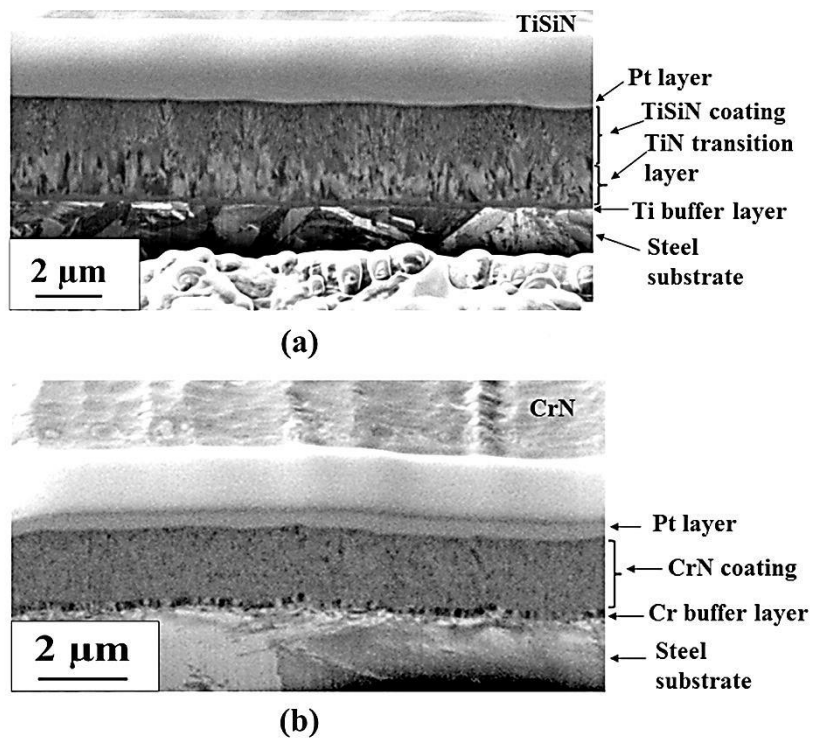 TiSiN
Pt layer
TiSiN coating
TiN transition
layer
Ti buffer layer
Steel
substrate
2 μm
(a)
CrN
Pt layer
CrN coating
Cr buffer layer
Steel
substrate
2 μm
(b)